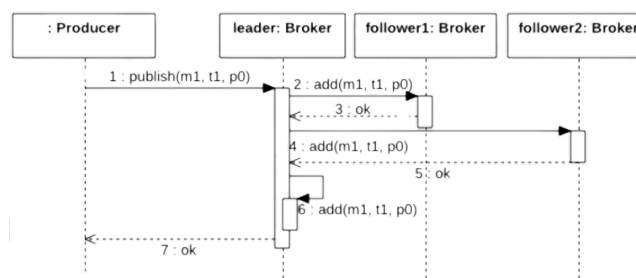 : Producer
leader: Broker
follower1: Broker
follower2: Broker
1 : publish(m1, t1, p0)
2 : add(m1, t1, p0)
3 : ok
4 : add(m1, t1, p0)
5 : ok
6 : add(m1, t1, p0)
7 : ok